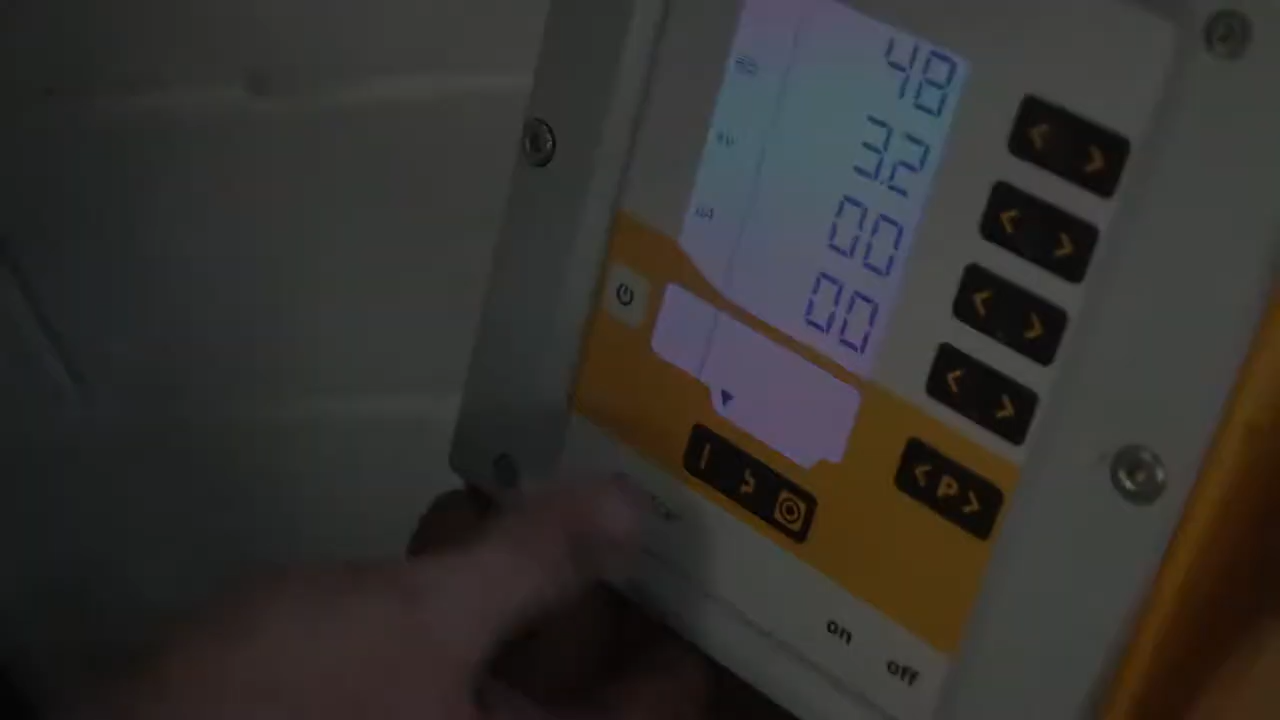 48
3.2
00
00
< >
< >
< >
< >
< P >
on
off